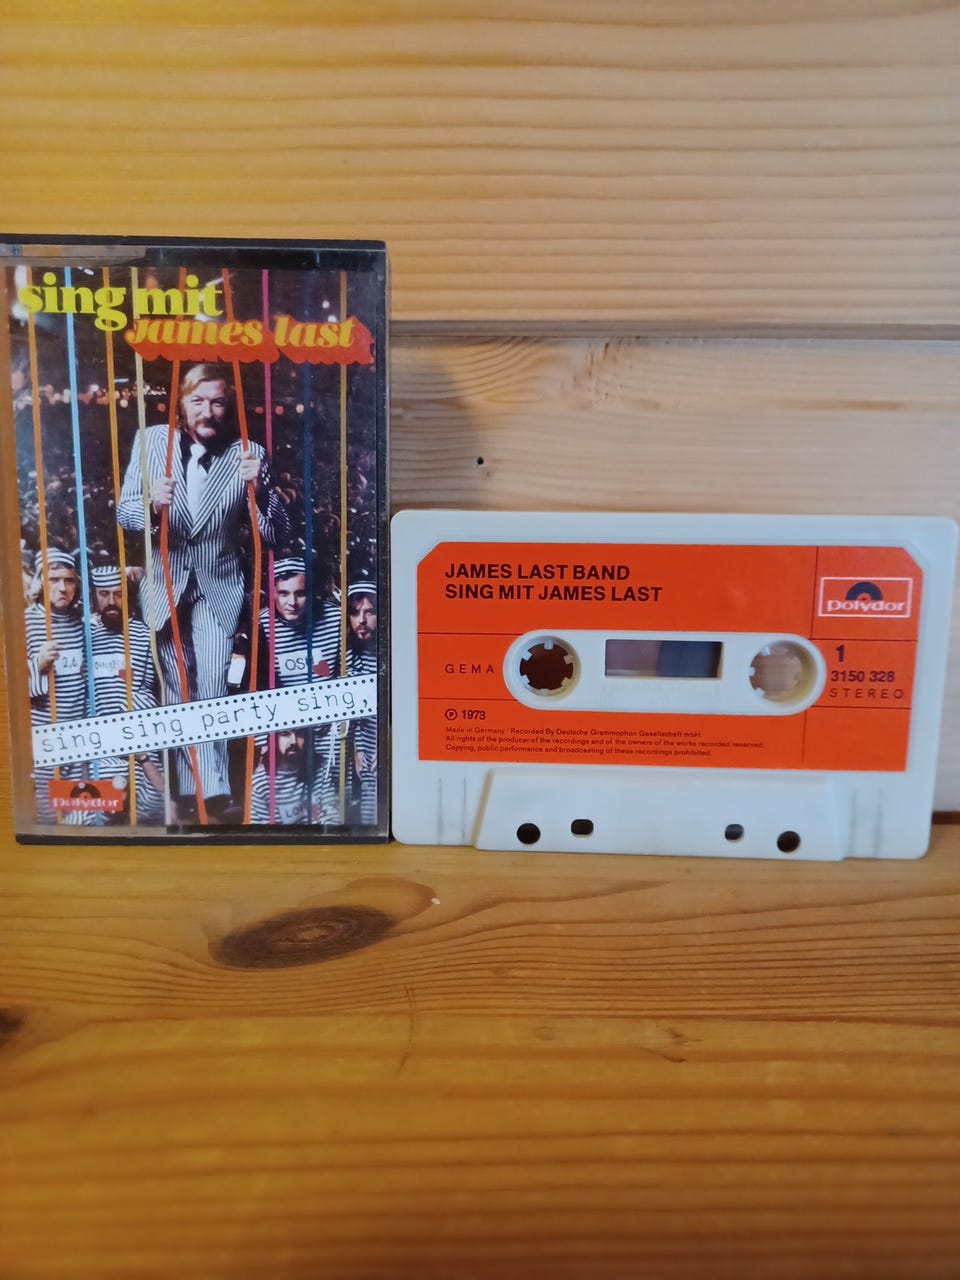 sing mit
james last
2,6
OS
sing sing party sing,
polydor
JAMES LAST BAND
SING MIT JAMES LAST
polydor
GEMA
1
3150 328
STEREO
℗ 1973
Made in Germany · Recorded By Deutsche Grammophon Gesellschaft mbH
All rights of the producer of the recordings and of the owners of the works recorded reserved.
Copying, public performance and broadcasting of these recordings prohibited.